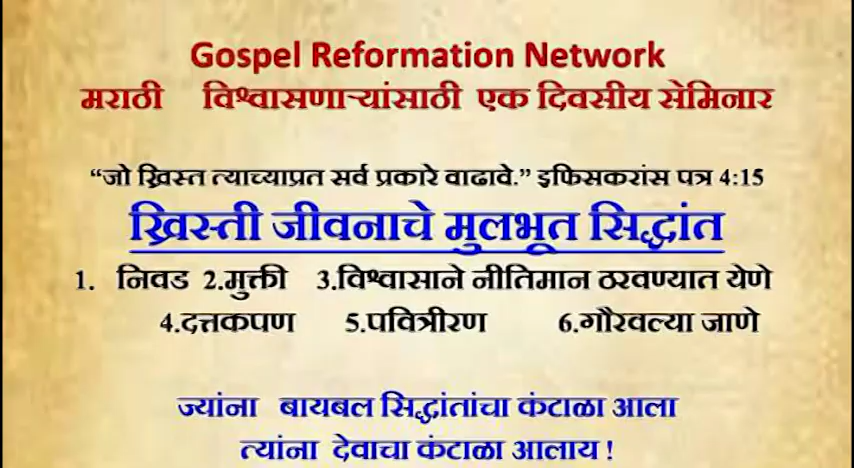 Gospel Reformation Network
मराठी विश्वासणाऱ्यांसाठी एक दिवसीय सेमिनार
“जो ख्रिस्त त्याच्याप्रत सर्व प्रकारे वाढावे.” इफिसकरांस पत्र 4:15
ख्रिस्ती जीवनाचे मुलभूत सिद्धांत
1. निवड 2.मुक्ती 3.विश्वासाने नीतिमान ठरवण्यात येणे
4.दत्तकपण 5.पवित्रीरण 6.गौरवल्या जाणे
ज्यांना बायबल सिद्धांतांचा कंटाळा आला
त्यांना देवाचा कंटाळा आलाय !